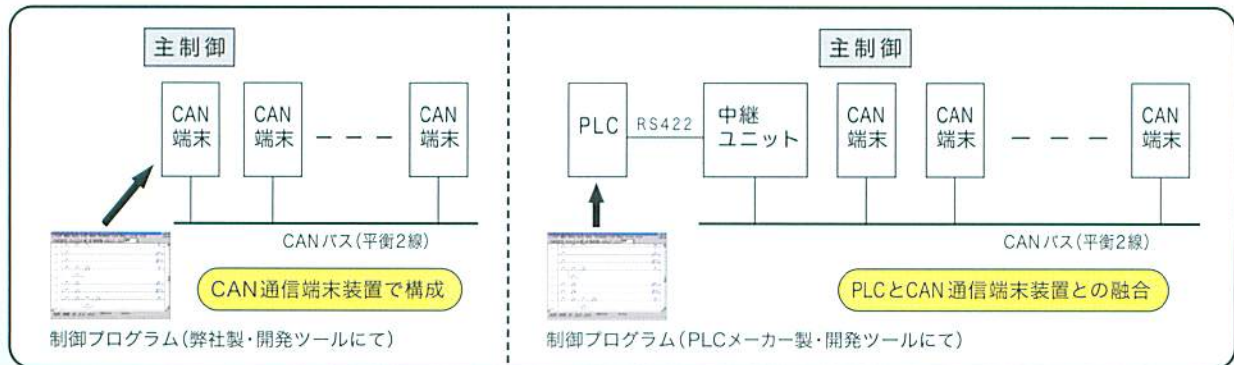 主制御
CAN
端末
CAN
端末
CAN
端末
CANバス(平衡2線)
CAN通信端末装置で構成
制御プログラム(弊社製・開発ツールにて)
主制御
PLC
RS422
中継
ユニット
CAN
端末
CAN
端末
CAN
端末
CANバス(平衡2線)
PLCとCAN通信端末装置との融合
制御プログラム(PLCメーカー製・開発ツールにて)